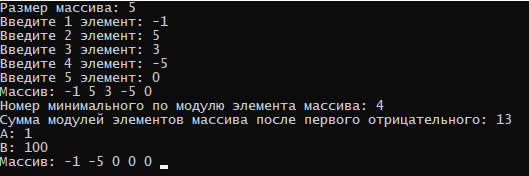 Размер массива: 5
Введите 1 элемент: -1
Введите 2 элемент: 5
Введите 3 элемент: 3
Введите 4 элемент: -5
Введите 5 элемент: 0
Массив: -1 5 3 -5 0
Номер минимального по модулю элемента массива: 4
Сумма модулей элементов массива после первого отрицательного: 13
A: 1
B: 100
Массив: -1 -5 0 0 0